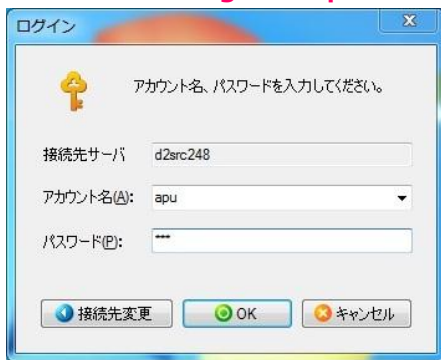 ログイン
アカウント名、パスワードを入力してください。
接続先サーバ d2src248
アカウント名(A): apu
パスワード(P): ***
接続先変更 OK キャンセル